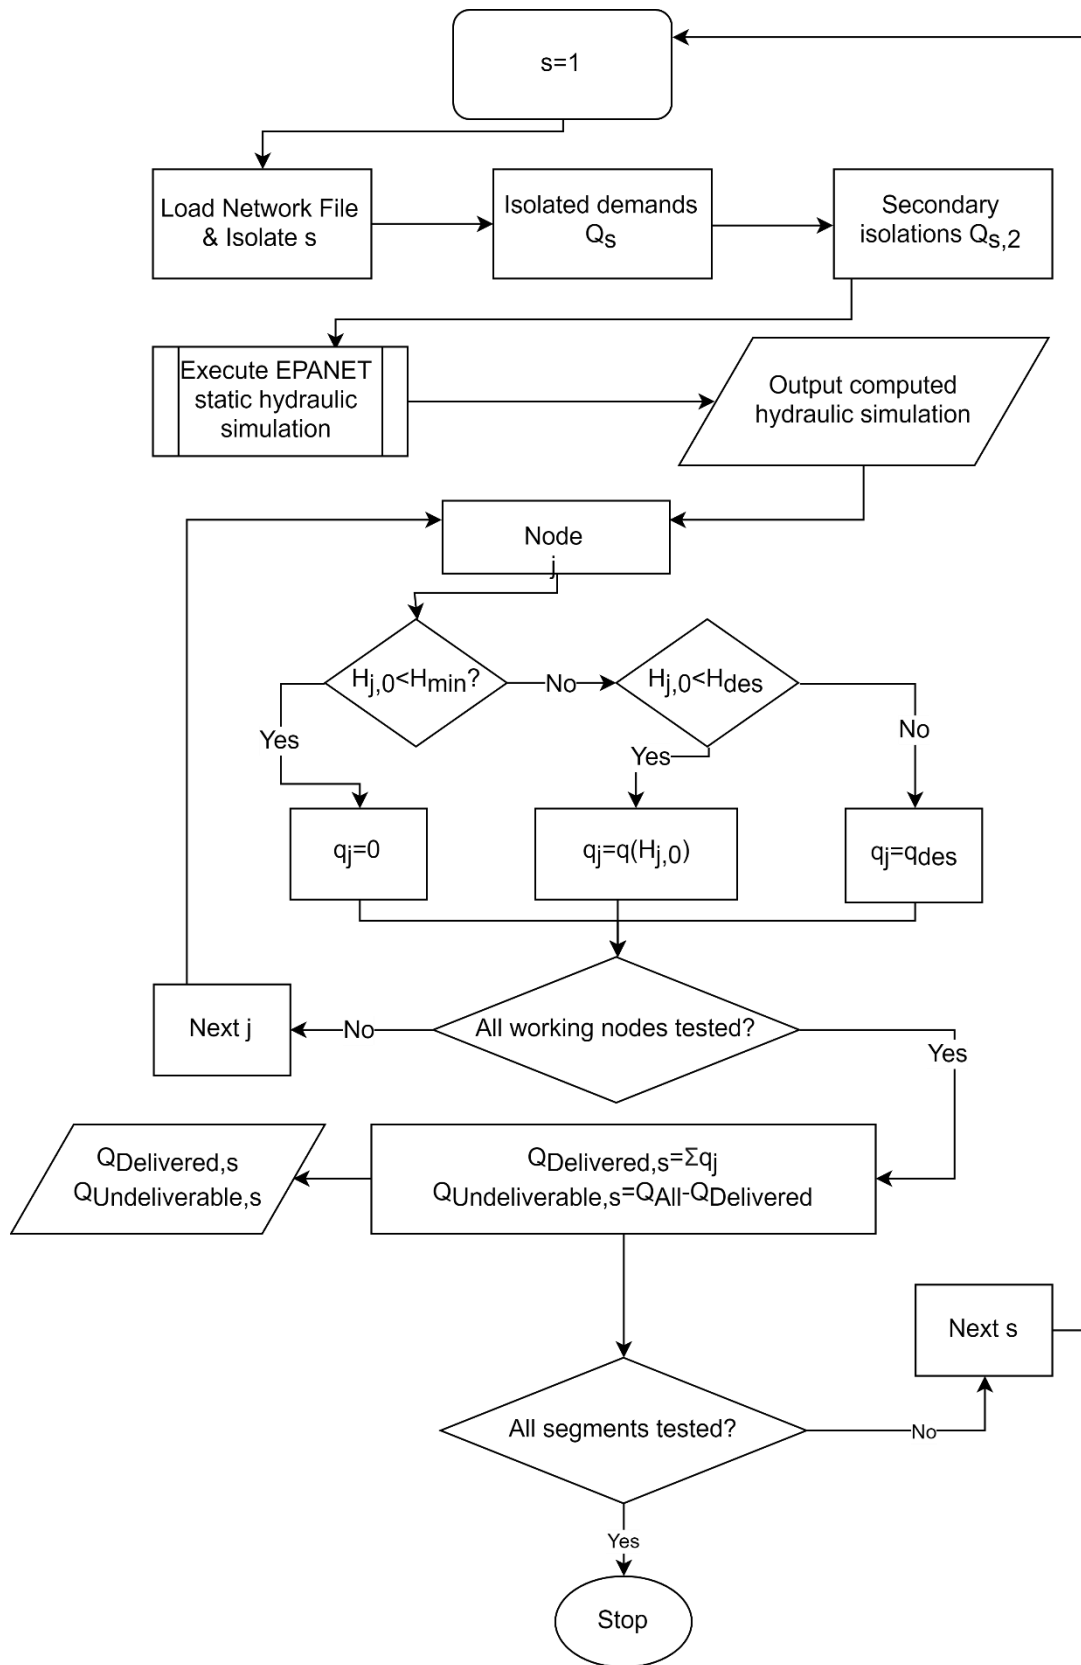 s=1
Load Network File
& Isolate s
Isolated demands
Qs
Secondary
isolations Qs,2
Execute EPANET
static hydraulic
simulation
Output computed
hydraulic simulation
Node
j
Hj,0<Hmin?
No
Hj,0<Hdes
Yes
Yes
No
qj=0
qj=q(Hj,0)
qj=qdes
All working nodes tested?
No
Next j
Yes
QDelivered,s
QUndeliverable,s
QDelivered,s=Σqj
QUndeliverable,s=QAll-QDelivered
Next s
All segments tested?
No
Yes
Stop